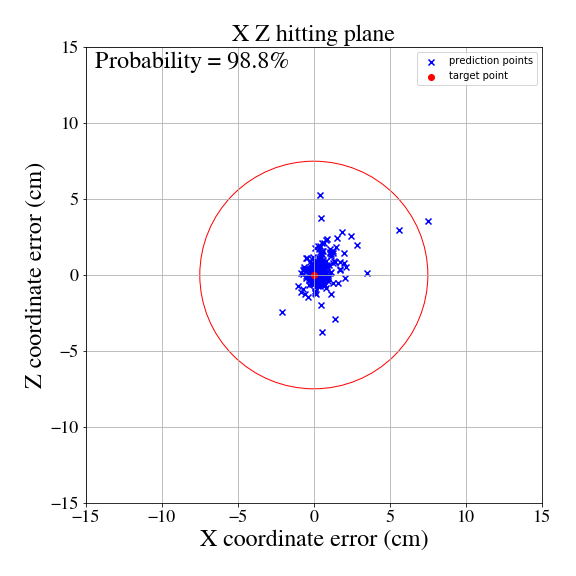 X Z hitting plane
Probability = 98.8%
prediction points
target point
15
10
5
0
−5
−10
−15
Z coordinate error (cm)
−15
−10
−5
0
5
10
15
X coordinate error (cm)